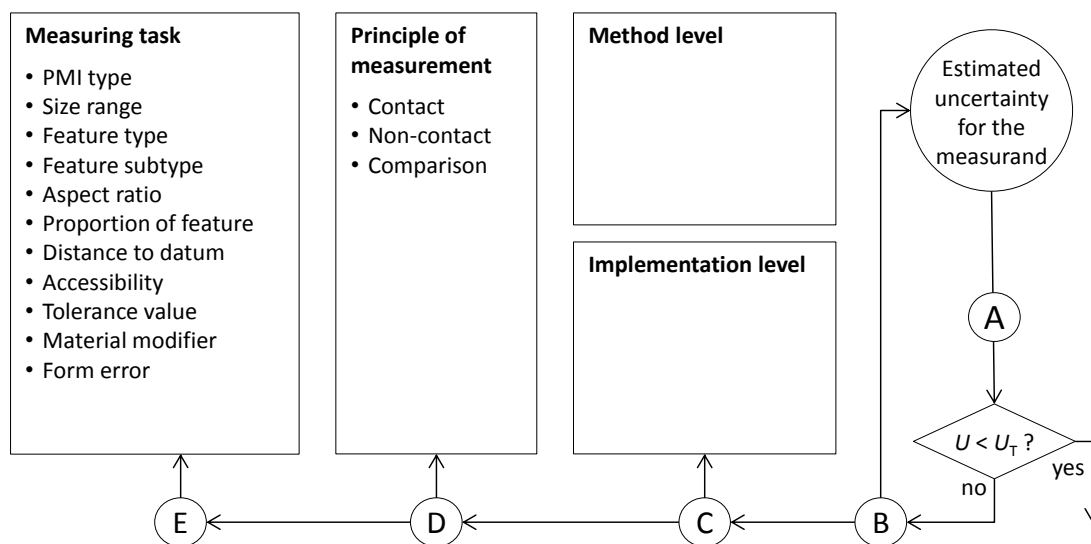 Measuring task
• PMI type
• Size range
• Feature type
• Feature subtype
• Aspect ratio
• Proportion of feature
• Distance to datum
• Accessibility
• Tolerance value
• Material modifier
• Form error
Principle of
measurement
• Contact
• Non-contact
• Comparison
Method level
Implementation level
Estimated
uncertainty
for the
measurand
A
U < UT ?
yes
no
E
D
C
B